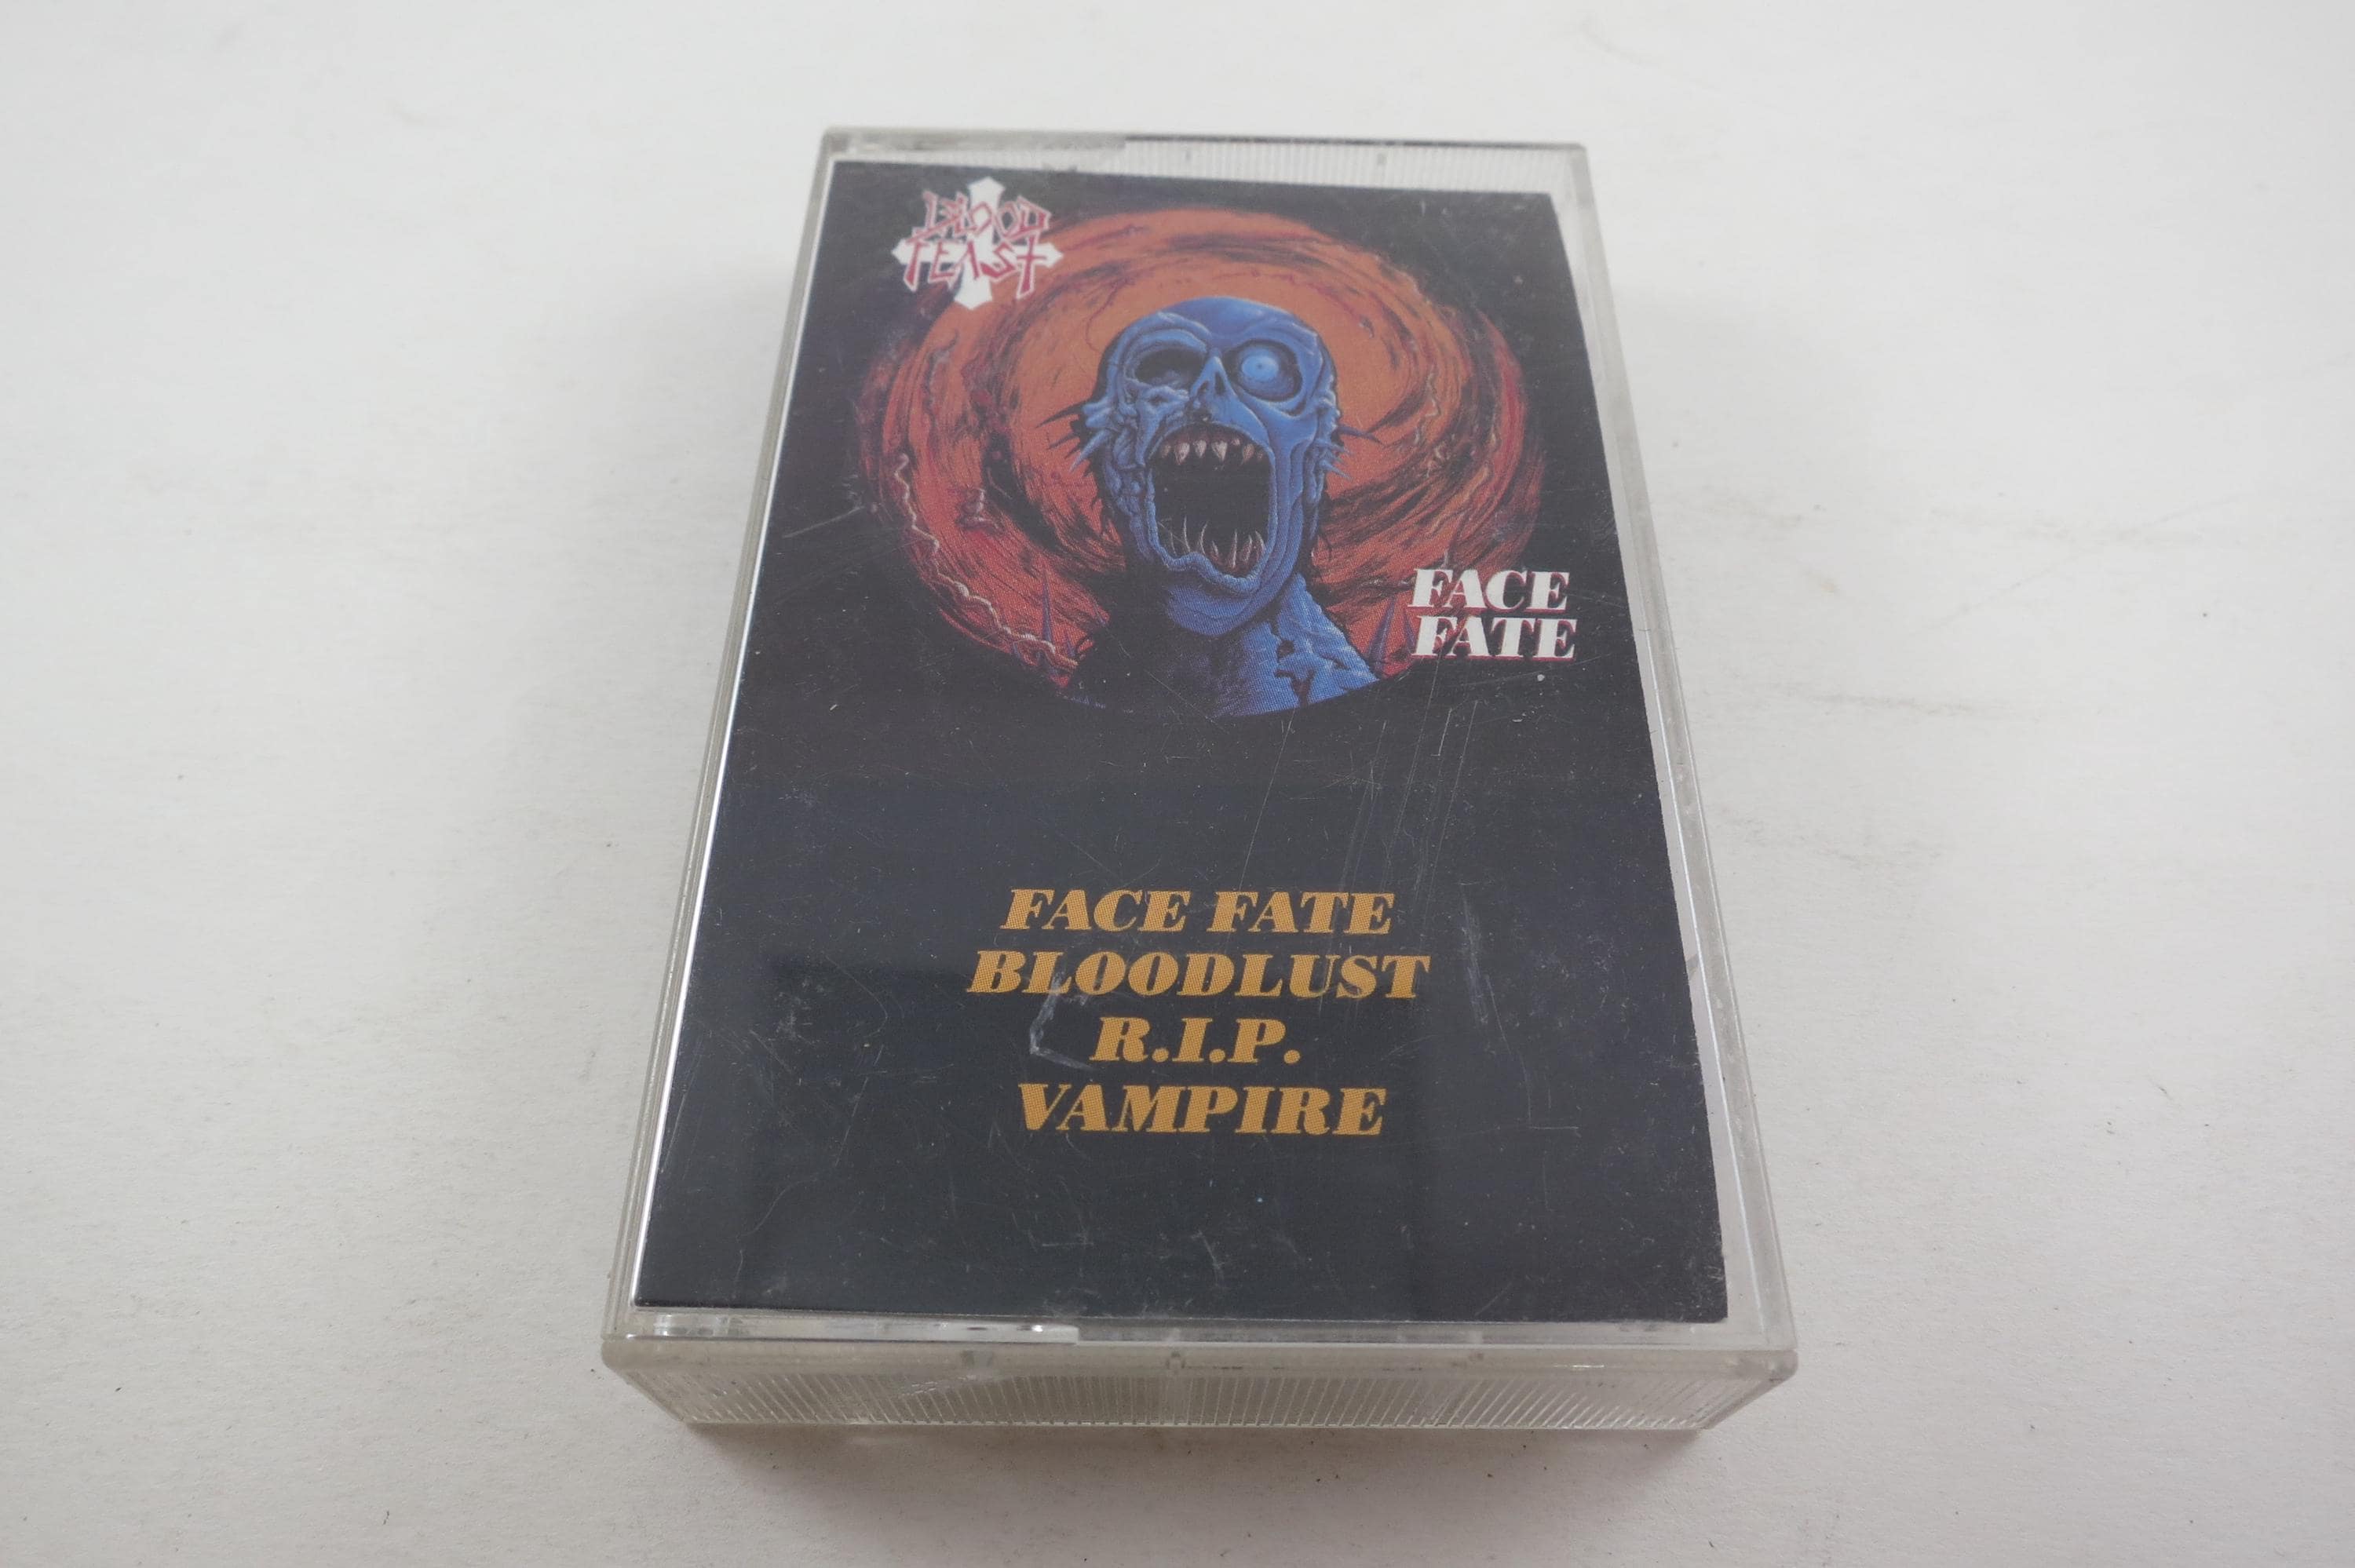 BLOOD
FEAST
FACE
FATE
FACE FATE
BLOODLUST
R.I.P.
VAMPIRE